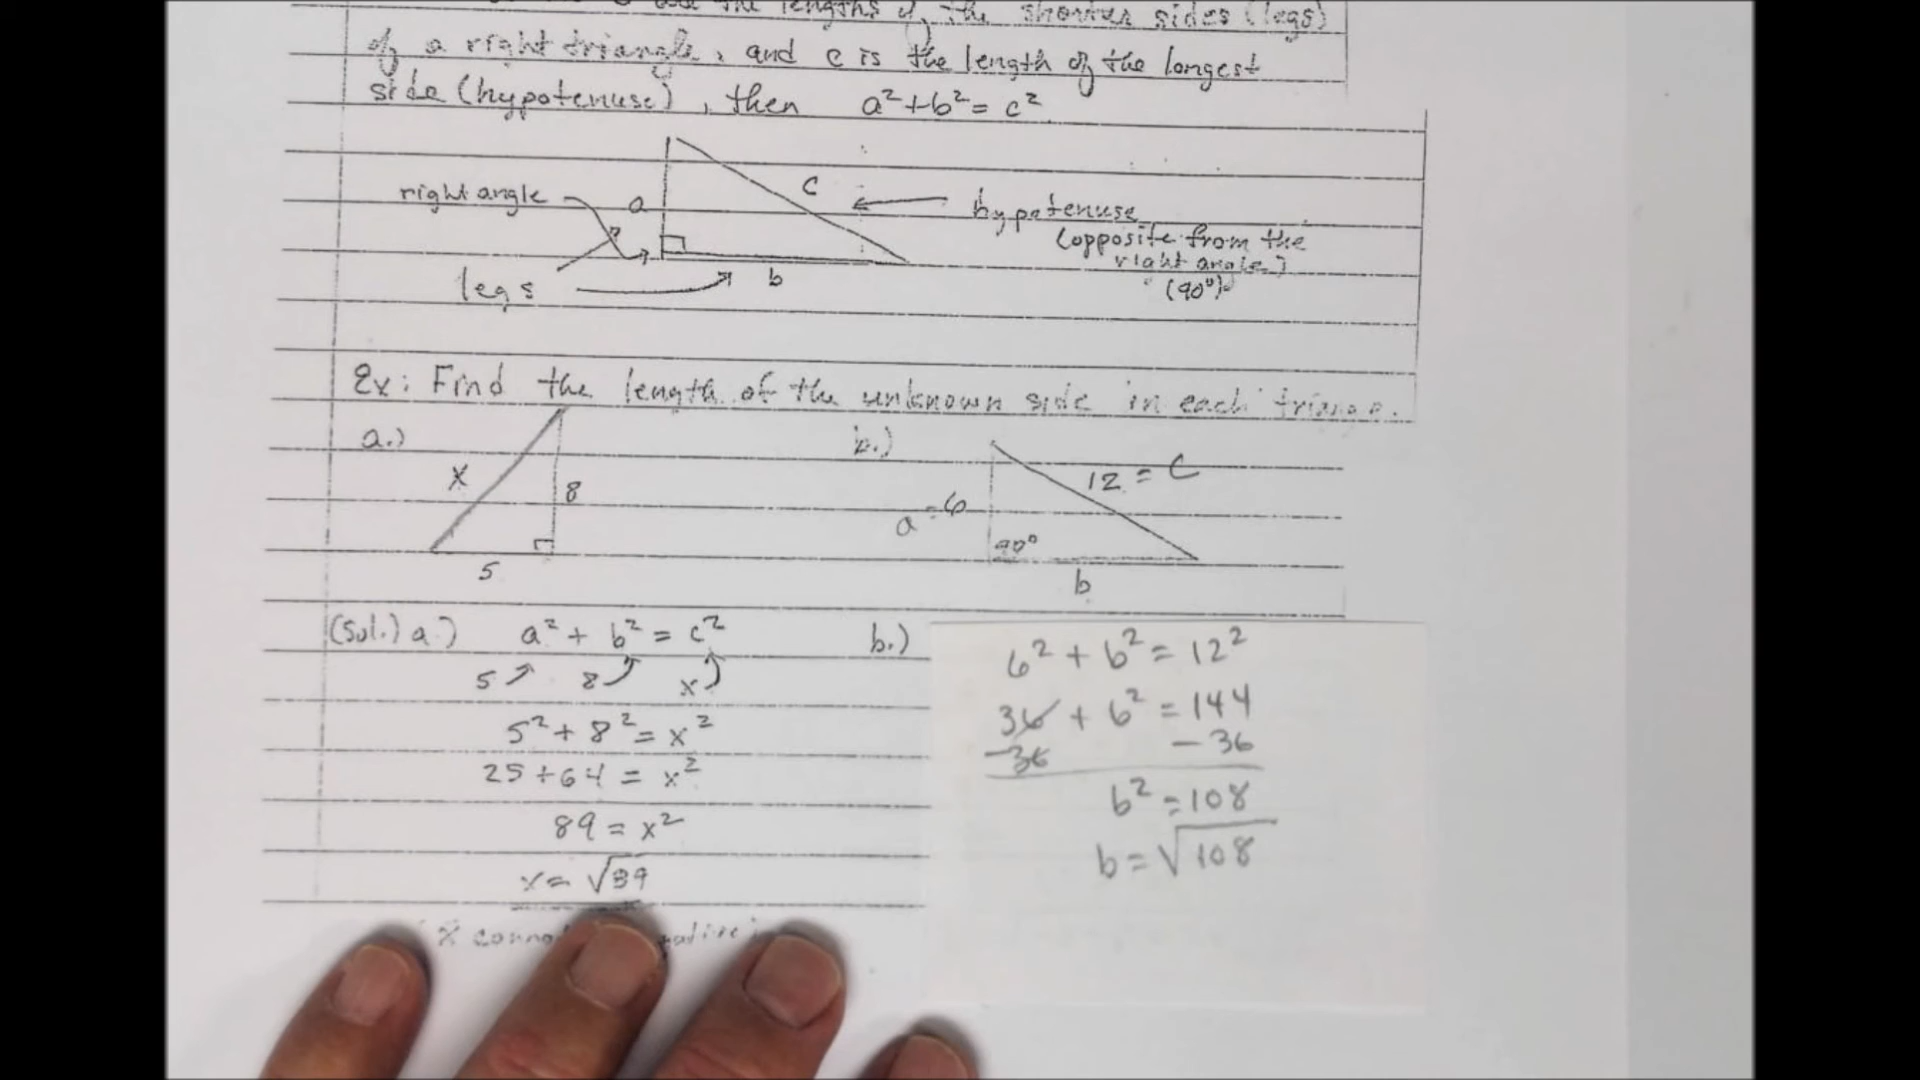 the lengths of the shorter sides (legs)
of a right triangle, and c is the length of the longest
side (hypotenuse), then a²+b²= c²
right angle
a
c
hypotenuse
(opposite from the
right angle)
(90°)
legs
b
Ex: Find the length of the unknown side in each
a.)
x
8
5
b.)
12 = C
a = 6
90°
b
(Sol.) a.) a² + b² = c²
5 8 x
5² + 8² = x²
25 + 64 = x²
89 = x²
x = √89
b.)
6² + b² = 12²
36 + b² = 144
-36 - 36
b² = 108
b = √108